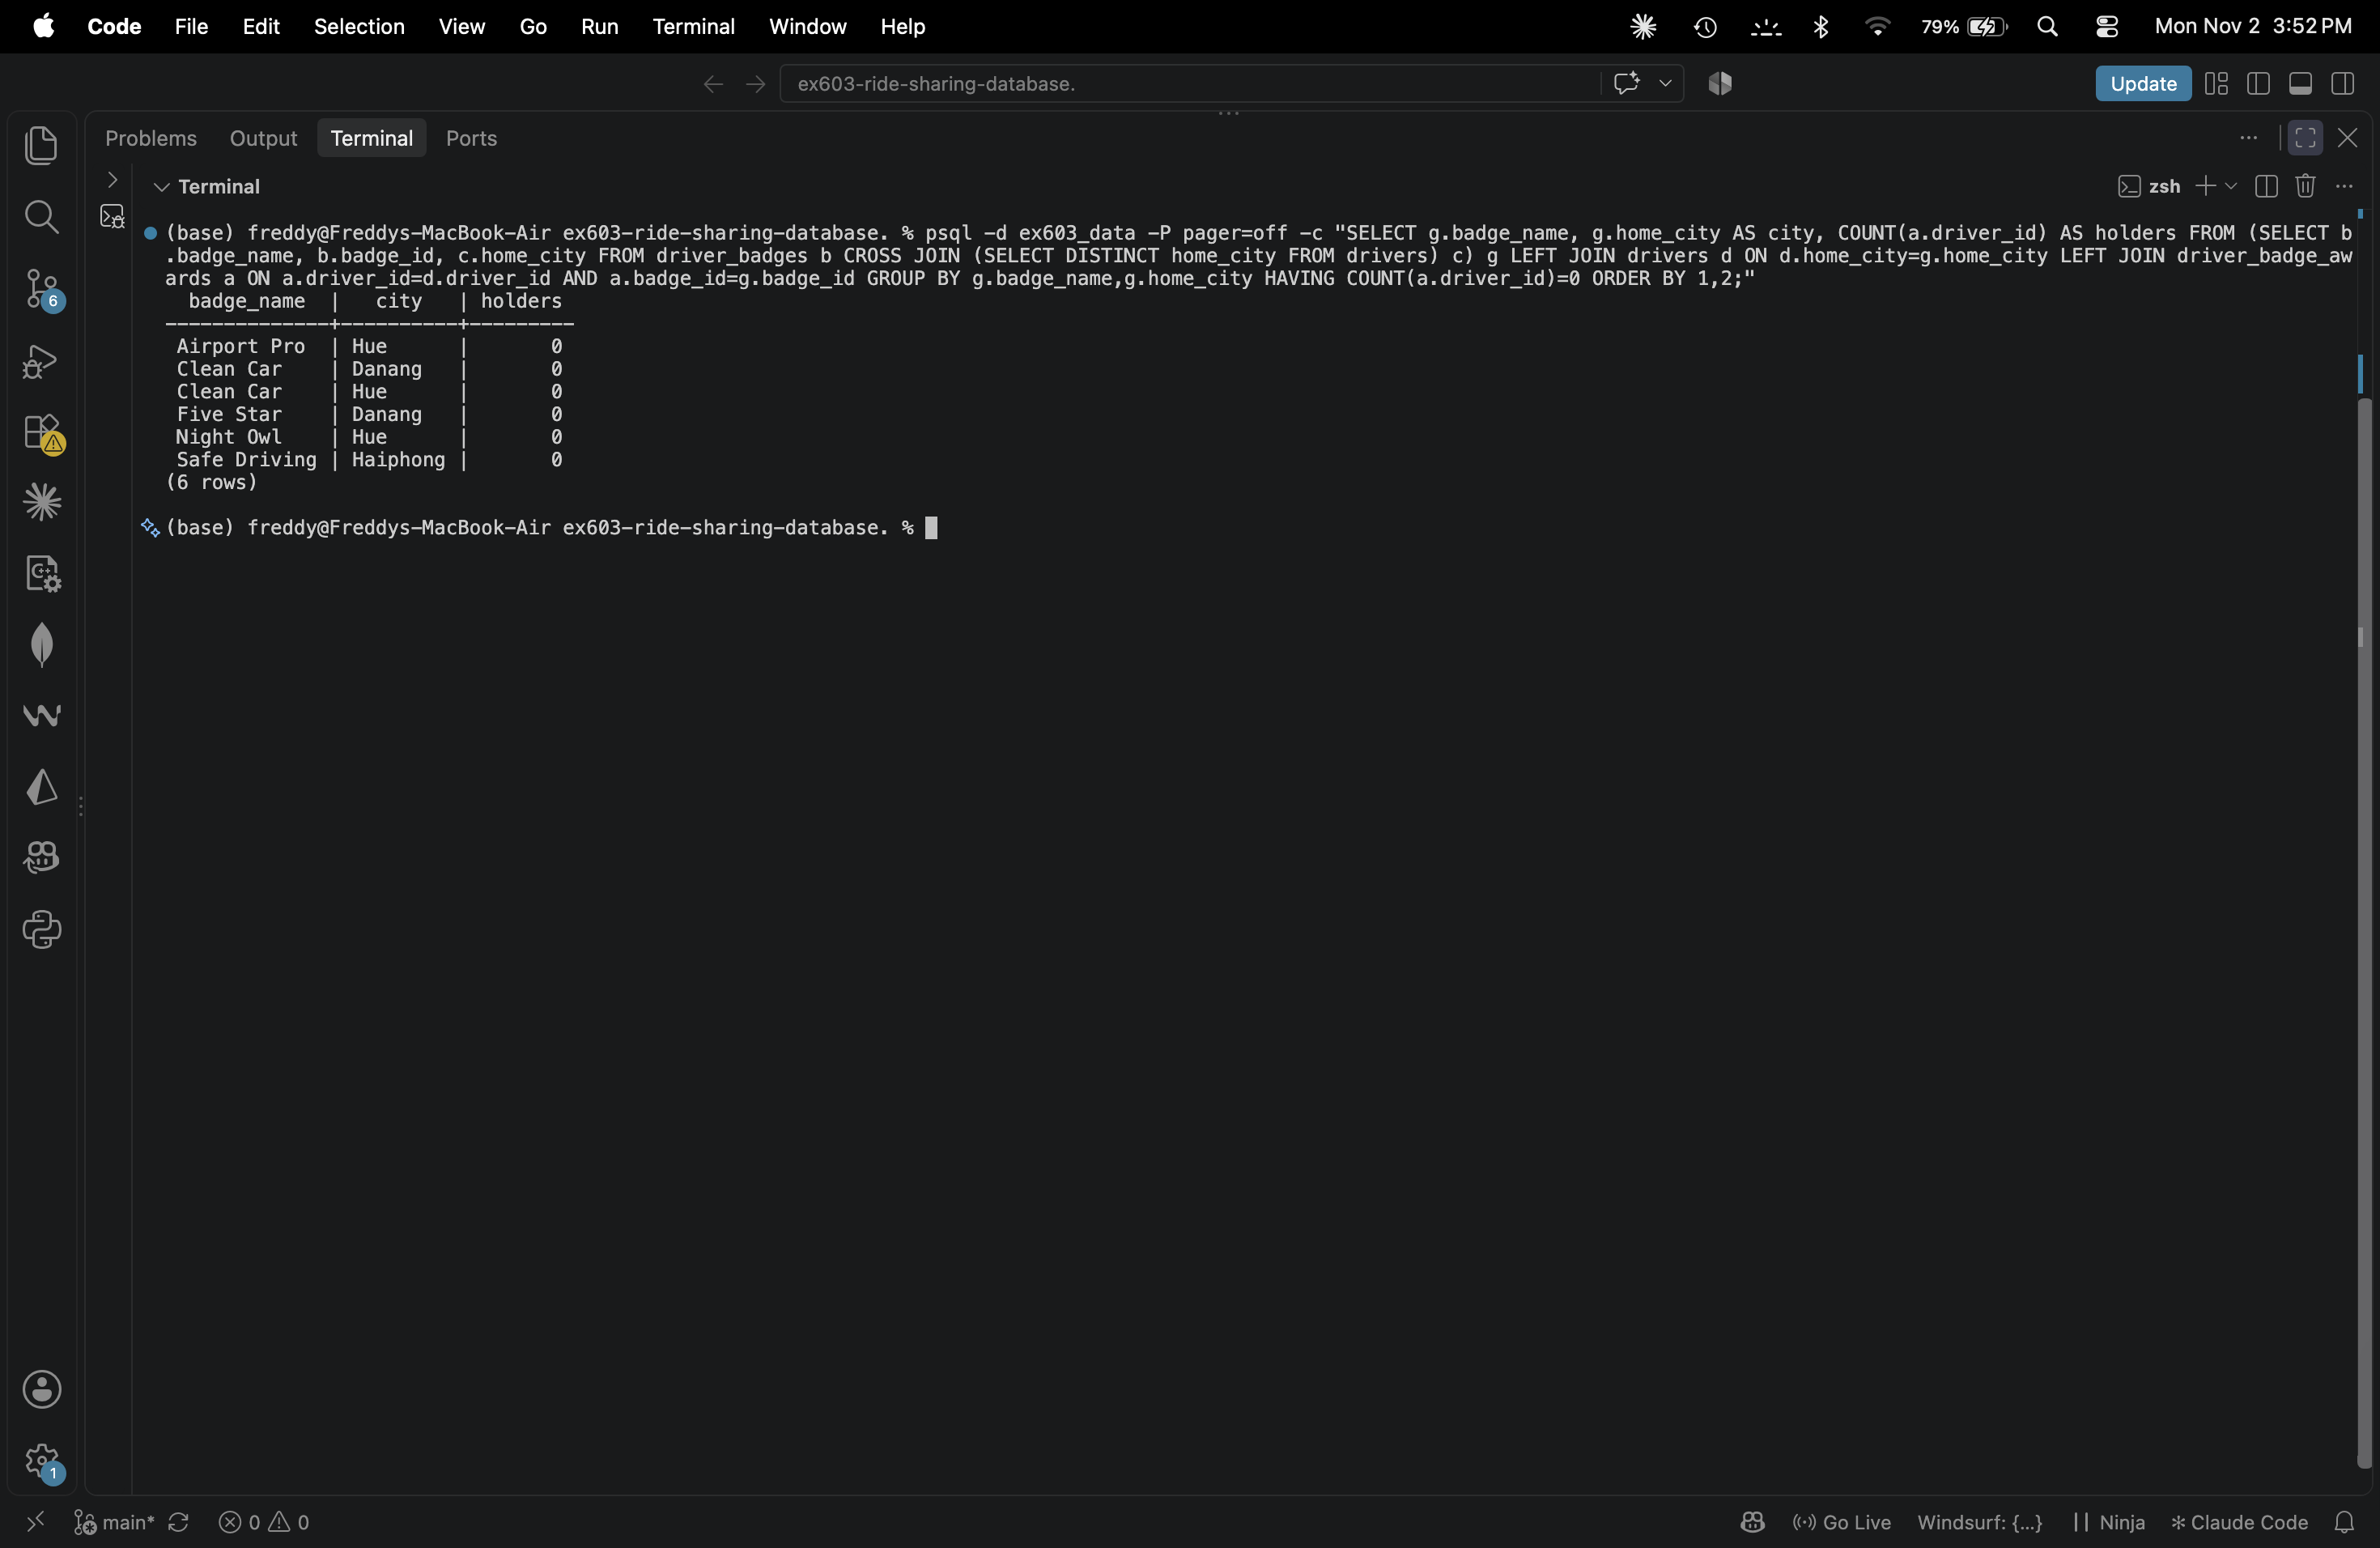 Code File Edit Selection View Go Run Terminal Window Help 79% Mon Nov 2 3:52 PM
ex603-ride-sharing-database. Update
Problems Output Terminal Ports
Terminal zsh
(base) freddy@Freddys-MacBook-Air ex603-ride-sharing-database. % psql -d ex603_data -P pager=off -c "SELECT g.badge_name, g.home_city AS city, COUNT(a.driver_id) AS holders FROM (SELECT b
.badge_name, b.badge_id, c.home_city FROM driver_badges b CROSS JOIN (SELECT DISTINCT home_city FROM drivers) c) g LEFT JOIN drivers d ON d.home_city=g.home_city LEFT JOIN driver_badge_aw
ards a ON a.driver_id=d.driver_id AND a.badge_id=g.badge_id GROUP BY g.badge_name,g.home_city HAVING COUNT(a.driver_id)=0 ORDER BY 1,2;"
badge_name | city | holders
--------------+----------+---------
Airport Pro | Hue | 0
Clean Car | Danang | 0
Clean Car | Hue | 0
Five Star | Danang | 0
Night Owl | Hue | 0
Safe Driving | Haiphong | 0
(6 rows)
(base) freddy@Freddys-MacBook-Air ex603-ride-sharing-database. %
6
C++
1
main* 0 0 Go Live Windsurf: {...} Ninja Claude Code